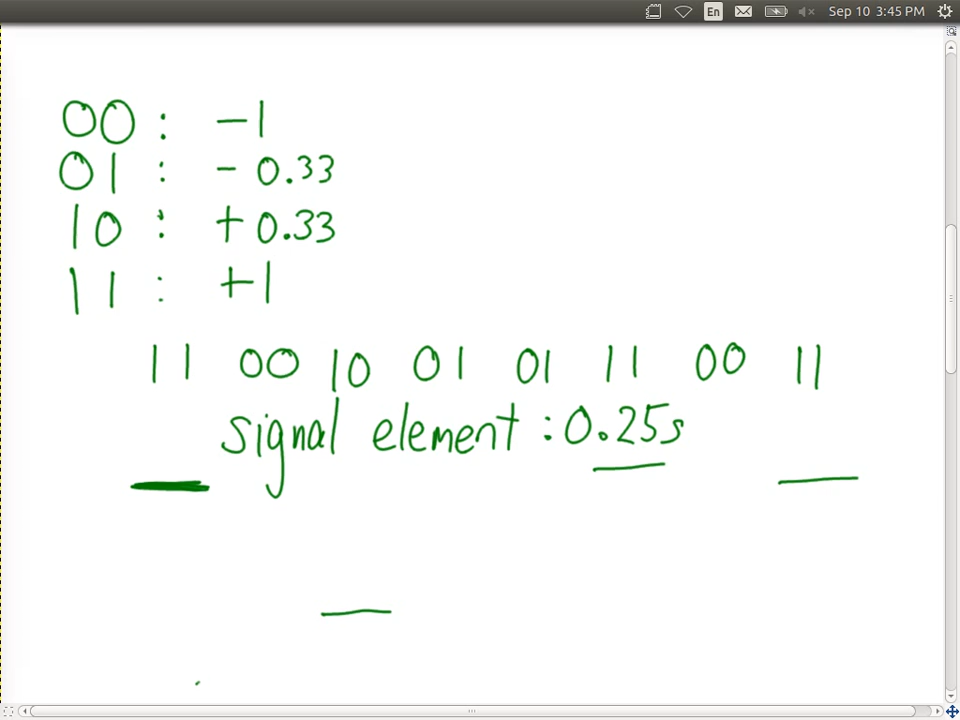 En Sep 10 3:45 PM
00 : -1
01 : - 0.33
10 : + 0.33
11 : +1
11 00 10 01 01 11 00 11
signal element : 0.25s